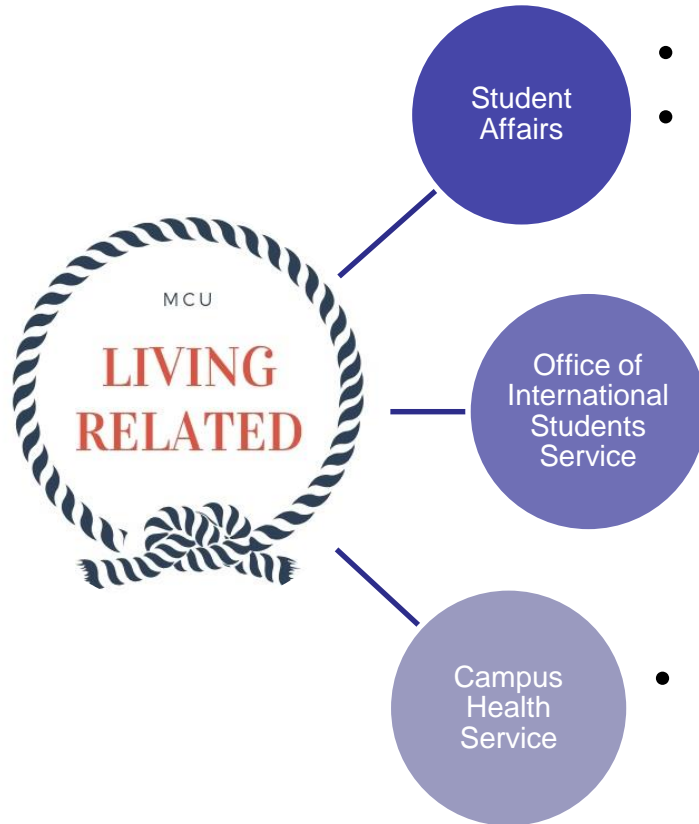 Student
Affairs
MCU
LIVING
RELATED
Office of
International
Students
Service
Campus
Health
Service